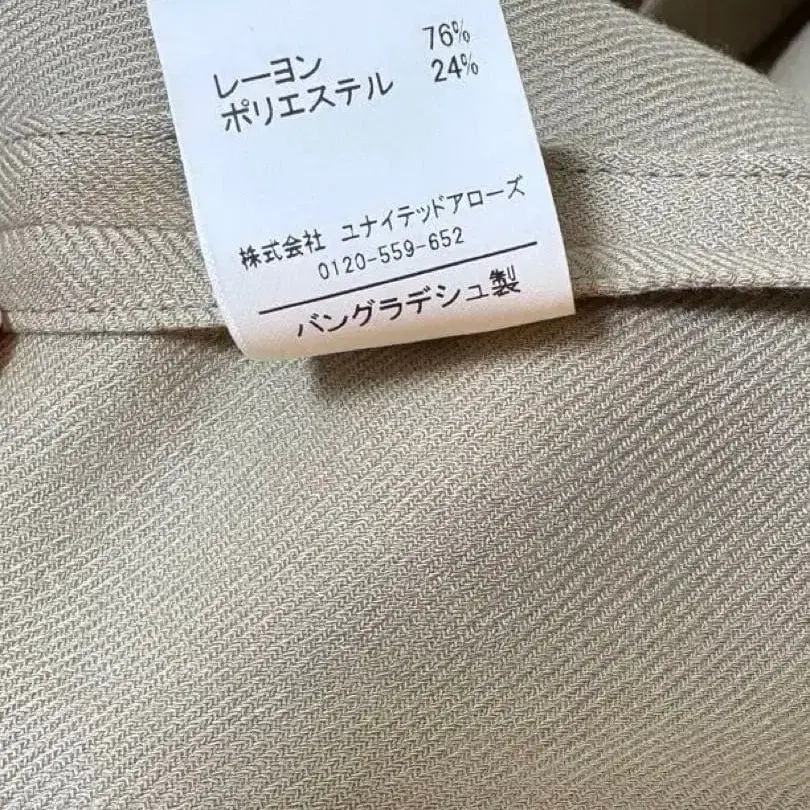 レーヨン 76%
ポリエステル 24%
株式会社 ユナイテッドアローズ
0120-559-652
バングラデシュ製